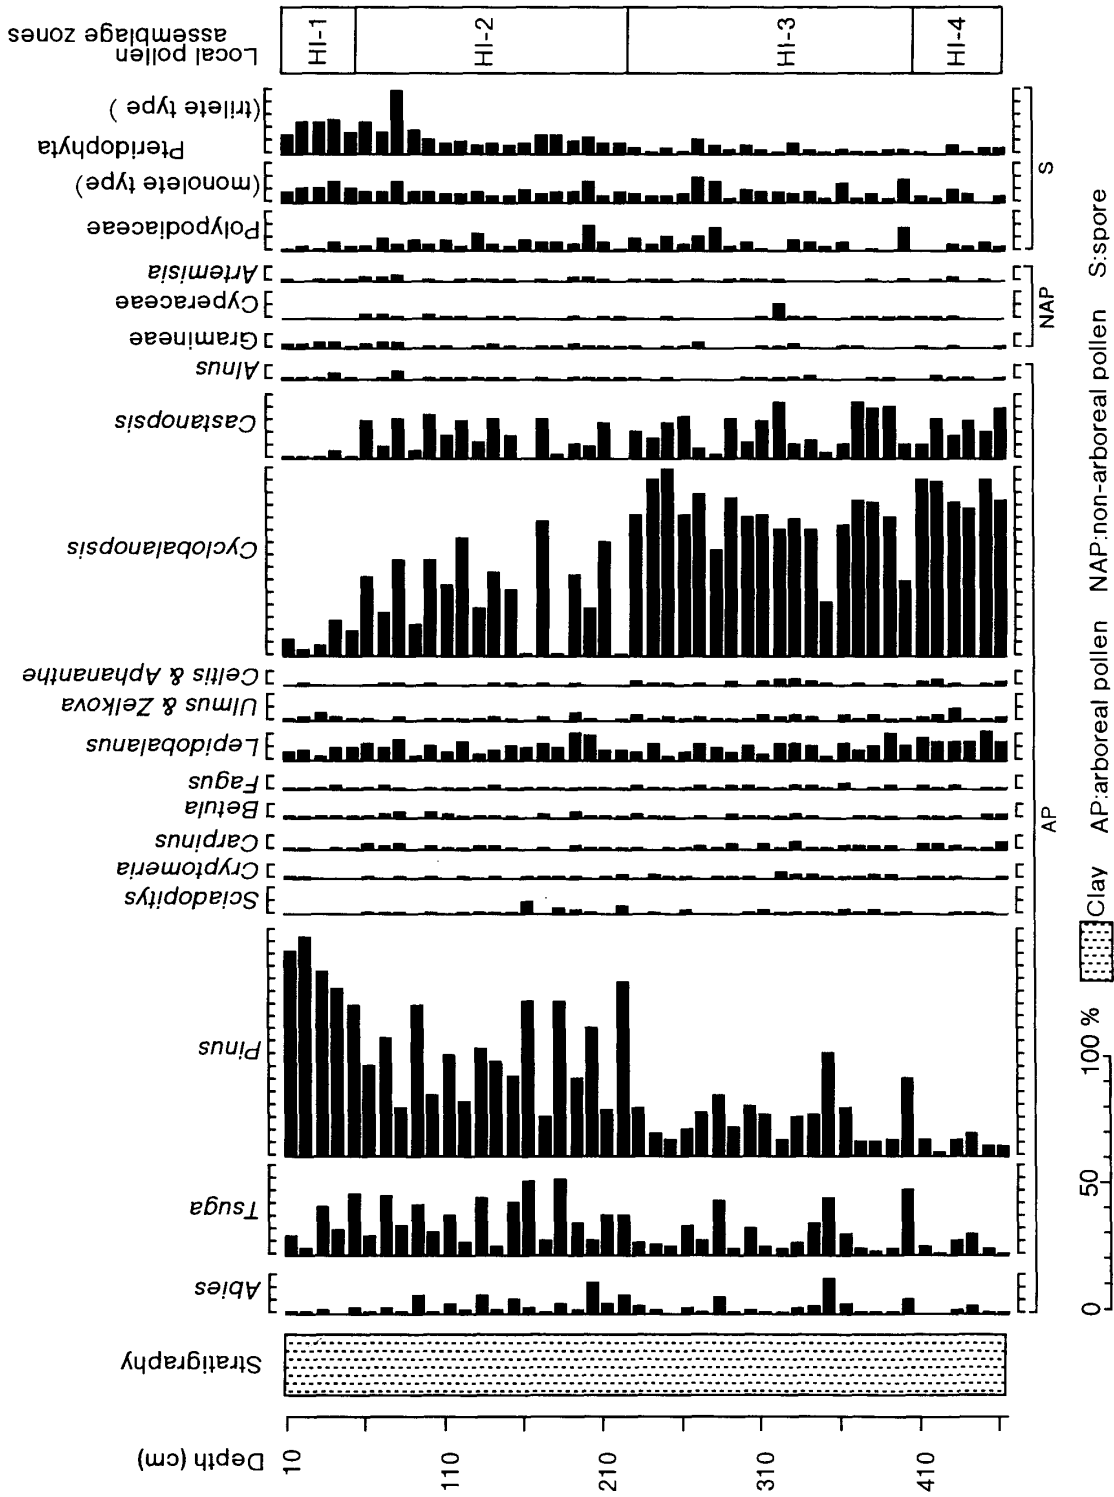 Depth (cm)
10
110
210
310
410
Stratigraphy
Abies
Tsuga
Pinus
Sciadopitys
Cryptomeria
Carpinus
Betula
Fagus
Lepidobalanus
Ulmus & Zelkova
Celtis & Aphananthe
Cyclobalanopsis
Castanopsis
Alnus
Gramineae
Cyperaceae
Artemisia
Polypodiaceae
(monolete type)
Pteridophyta
(trilete type)
Local pollen
assemblage zones
HI-1
HI-2
HI-3
HI-4
AP
NAP
S
0 50 100 %
Clay AP:arboreal pollen NAP:non-arboreal pollen S:spore